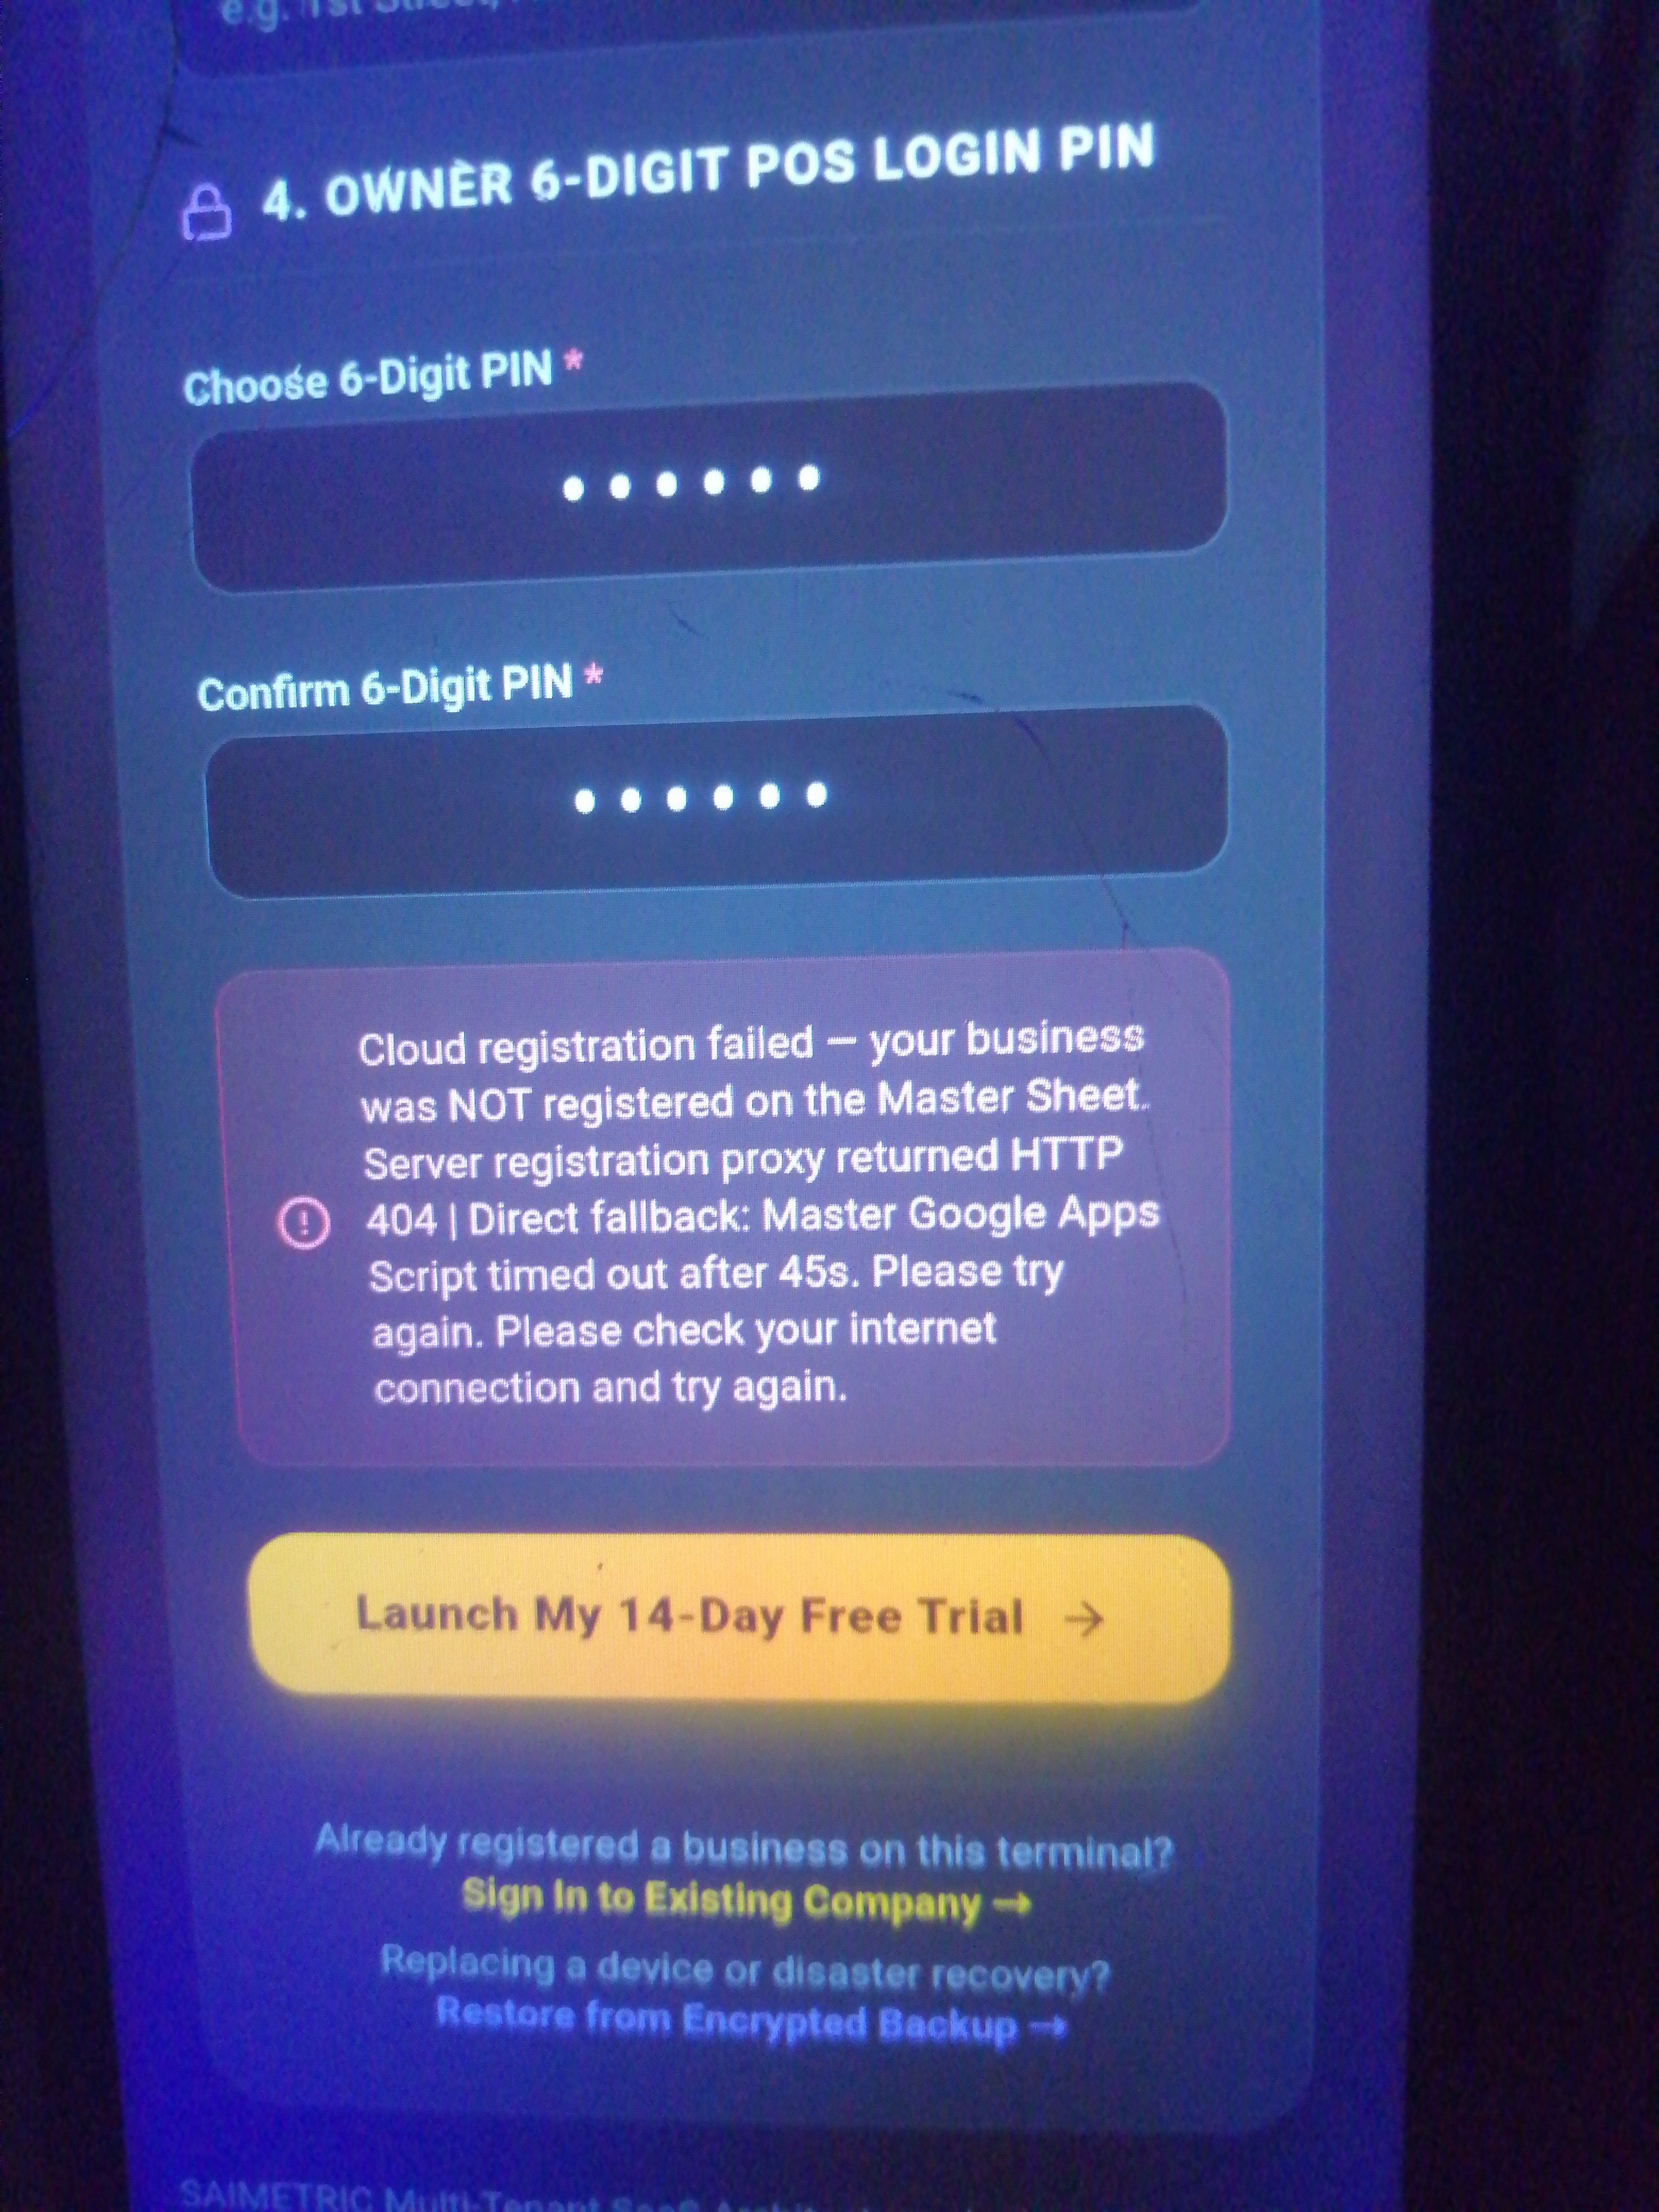 e.g.
4. OWNER 6-DIGIT POS LOGIN PIN
Choose 6-Digit PIN *
••••••
Confirm 6-Digit PIN *
••••••
Cloud registration failed — your business
was NOT registered on the Master Sheet.
Server registration proxy returned HTTP
404 | Direct fallback: Master Google Apps
Script timed out after 45s. Please try
again. Please check your internet
connection and try again.
Launch My 14-Day Free Trial →
Already registered a business on this terminal?
Sign In to Existing Company →
Replacing a device or disaster recovery?
Restore from Encrypted Backup →
SAIMETRIC Multi-Tenant SaaS